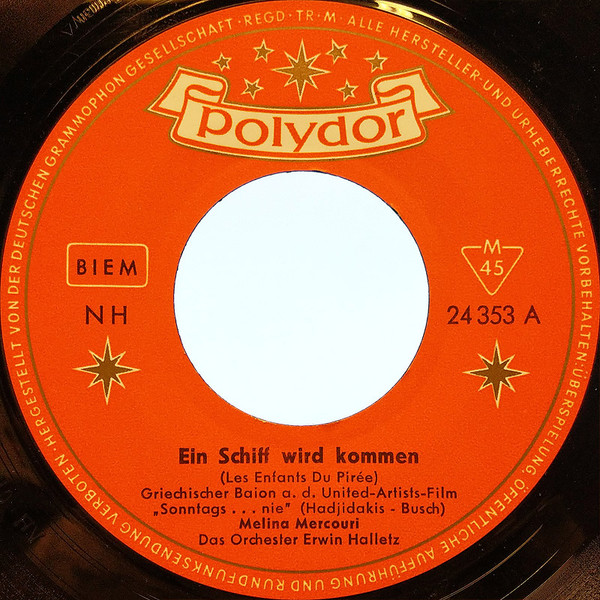 HERGESTELLT VON DER DEUTSCHEN GRAMMOPHON GESELLSCHAFT · REGD · TR · M · ALLE HERSTELLER- UND URHEBERRECHTE VORBEHALTEN · ÜBERSPIELUNG ÖFFENTLICHE AUFFÜHRUNG UND RUNDFUNKSENDUNG VERBOTEN ·
Polydor
BIEM
M
45
NH
24 353 A
Ein Schiff wird kommen
(Les Enfants Du Pirée)
Griechischer Baion a. d. United-Artists-Film
„Sonntags . . . nie" (Hadjidakis - Busch)
Melina Mercouri
Das Orchester Erwin Halletz